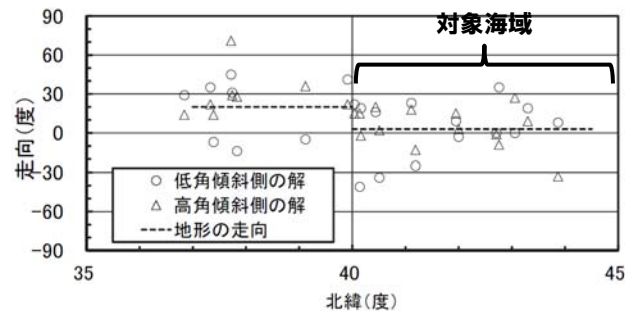 対象海域
90
60
30
0
-30
-60
-90
走向(度)
○ 低角傾斜側の解
△ 高角傾斜側の解
-----地形の走向
35
40
45
北緯(度)